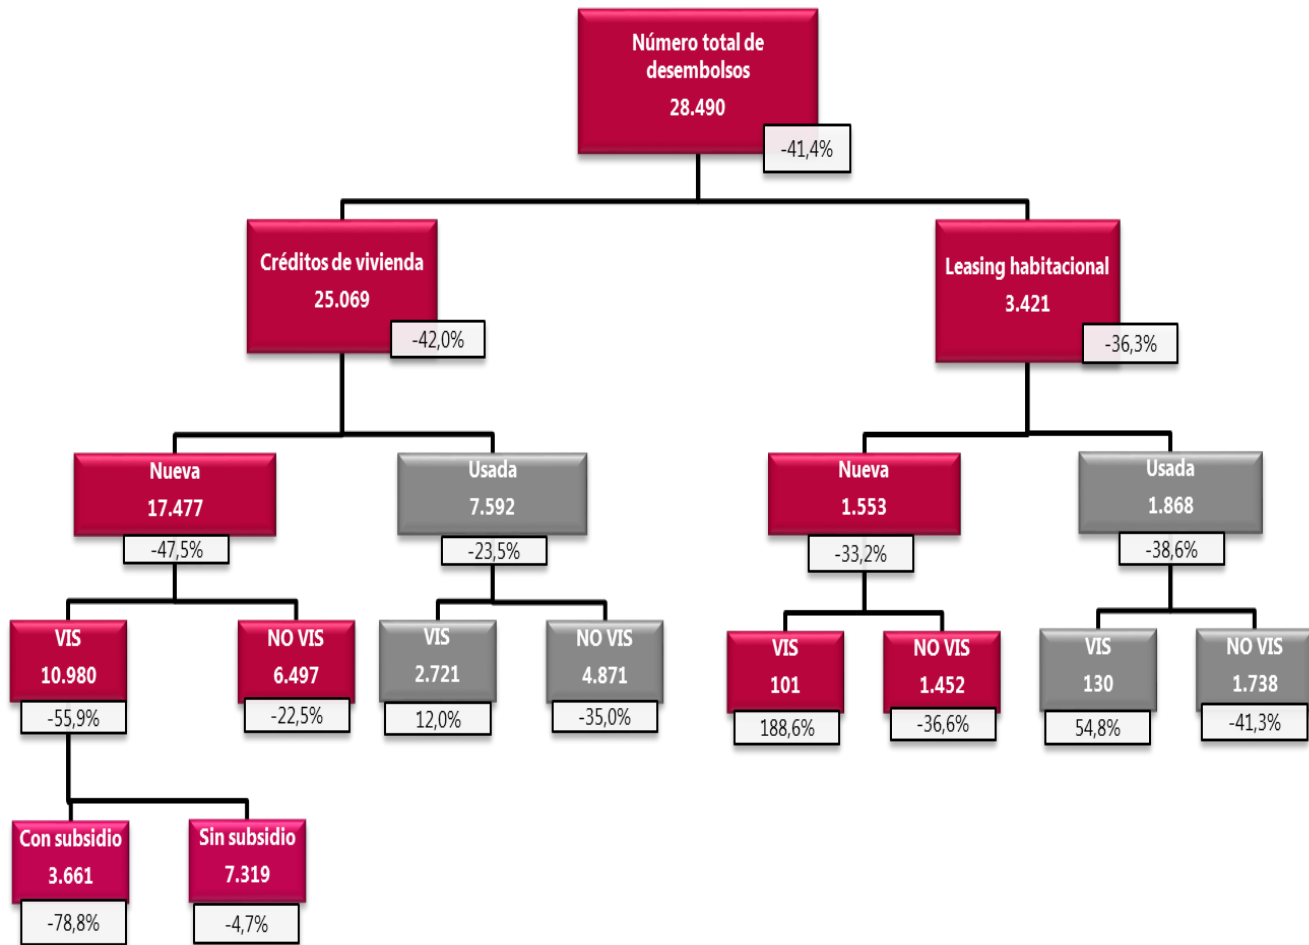 Número total de
desembolsos
28.490
-41,4%
Créditos de vivienda
25.069
-42,0%
Leasing habitacional
3.421
-36,3%
Nueva
17.477
-47,5%
Usada
7.592
-23,5%
Nueva
1.553
-33,2%
Usada
1.868
-38,6%
VIS
10.980
-55,9%
NO VIS
6.497
-22,5%
VIS
2.721
12,0%
NO VIS
4.871
-35,0%
VIS
101
188,6%
NO VIS
1.452
-36,6%
VIS
130
54,8%
NO VIS
1.738
-41,3%
Con subsidio
3.661
-78,8%
Sin subsidio
7.319
-4,7%